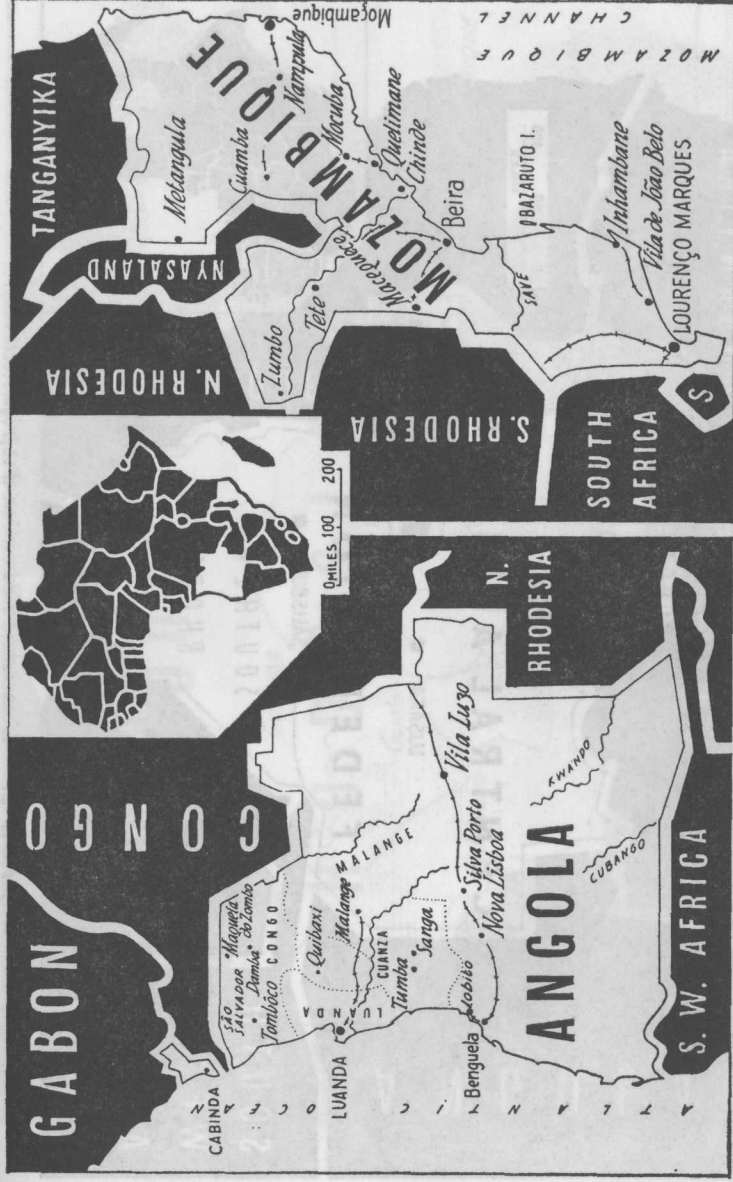 TANGANYIKA
NYASALAND
N. RHODESIA
S. RHODESIA
SOUTH
AFRICA
S
MOZAMBIQUE
MOZAMBIQUE
CHANNEL
Moçambique
Nampula
Cuamba
Metangula
Mocuba
Quelimane
Chinde
Zumbo
Tete
Macequece
Beira
SAVE
BAZARUTO I.
Inhambane
Vila de João Belo
LOURENÇO MARQUES
0 MILES 100 200
GABON
CONGO
N.
RHODESIA
S. W. AFRICA
ATLANTIC OCEAN
ANGOLA
CABINDA
SÃO
SALVADOR
Maquela
do Zombo
Damba
Tombôco
CONGO
Quibaxi
LUANDA
LUANDA
Malange
MALANGE
CUANZA
Tumba
Sanga
Lobito
Benguela
Nova Lisboa
Silva Porto
Vila Luzo
KWANDO
CUBANGO